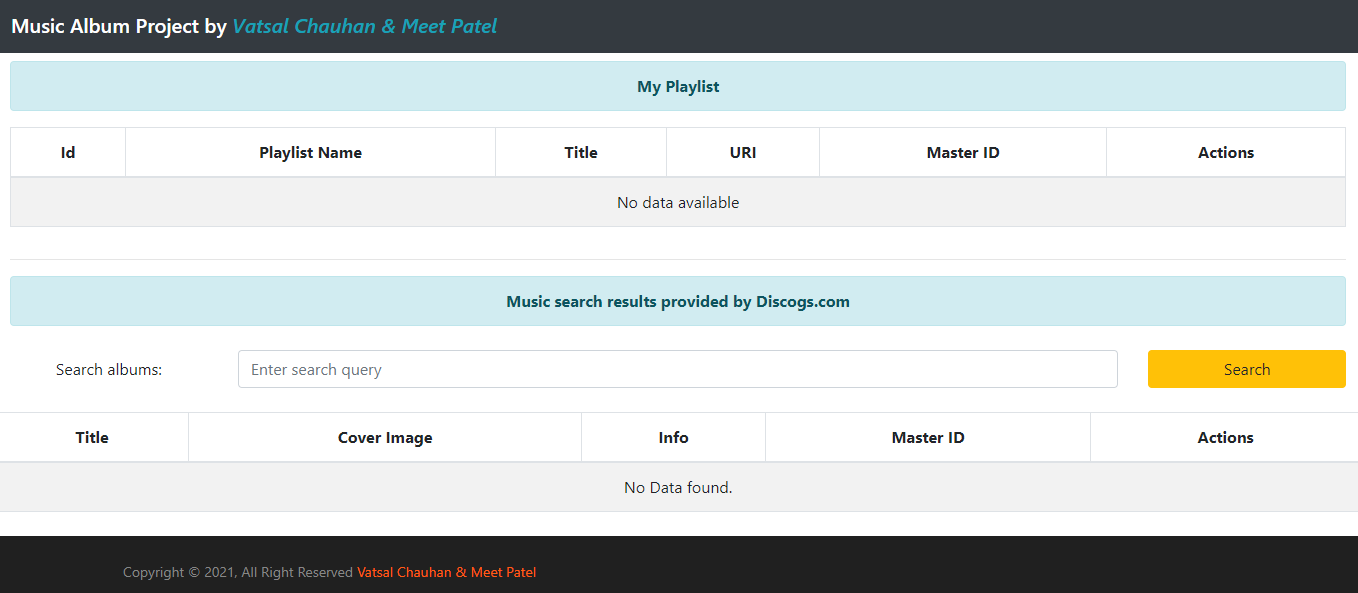 Music Album Project by Vatsal Chauhan & Meet Patel
My Playlist
Id Playlist Name Title URI Master ID Actions
No data available
Music search results provided by Discogs.com
Search albums: Enter search query Search
Title Cover Image Info Master ID Actions
No Data found.
Copyright © 2021, All Right Reserved Vatsal Chauhan & Meet Patel